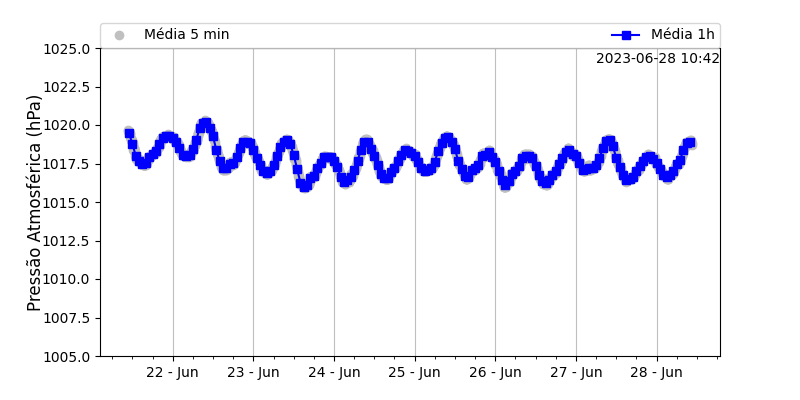 Média 5 min
Média 1h
2023-06-28 10:42
Pressão Atmosférica (hPa)
1025.0
1022.5
1020.0
1017.5
1015.0
1012.5
1010.0
1007.5
1005.0
22 - Jun
23 - Jun
24 - Jun
25 - Jun
26 - Jun
27 - Jun
28 - Jun